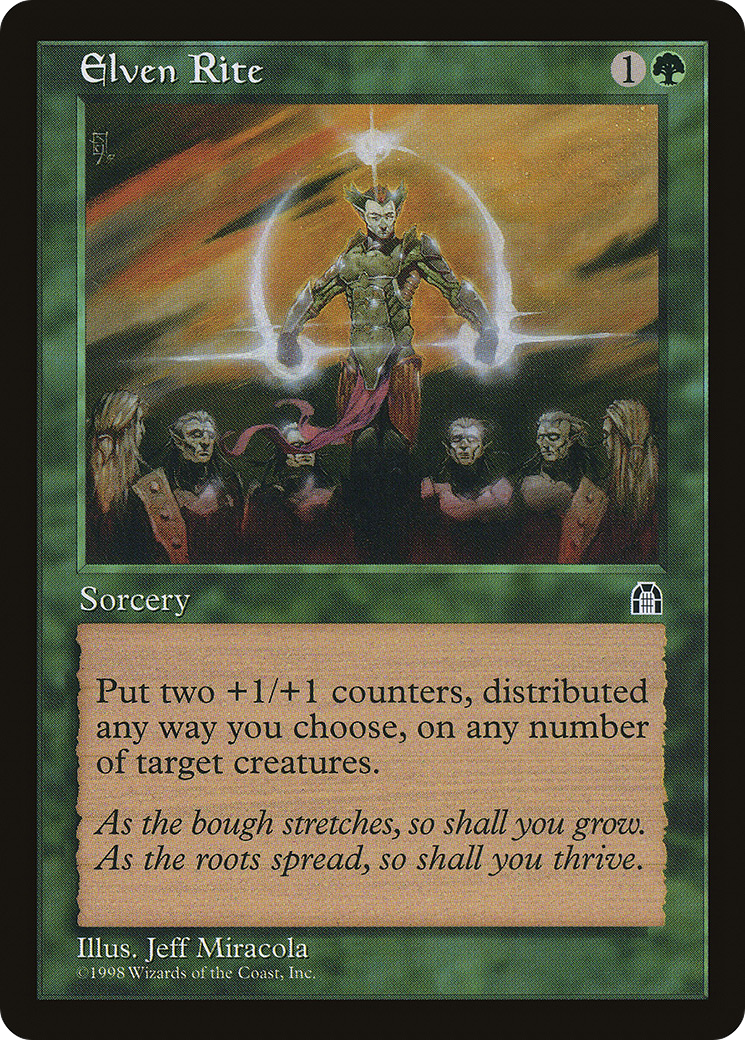 Elven Rite
1
Sorcery
Put two +1/+1 counters, distributed
any way you choose, on any number
of target creatures.
As the bough stretches, so shall you grow.
As the roots spread, so shall you thrive.
Illus. Jeff Miracola
©1998 Wizards of the Coast, Inc.